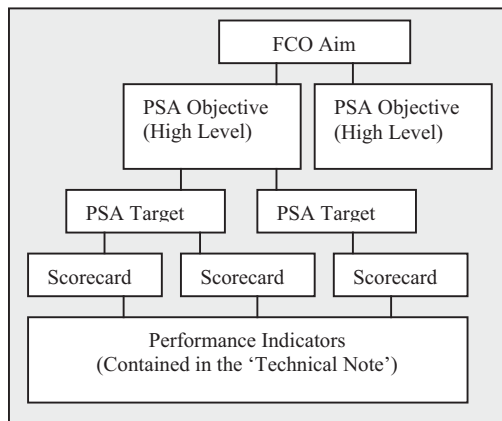 FCO Aim
PSA Objective
(High Level)
PSA Objective
(High Level)
PSA Target
PSA Target
Scorecard
Scorecard
Scorecard
Performance Indicators
(Contained in the ‘Technical Note’)